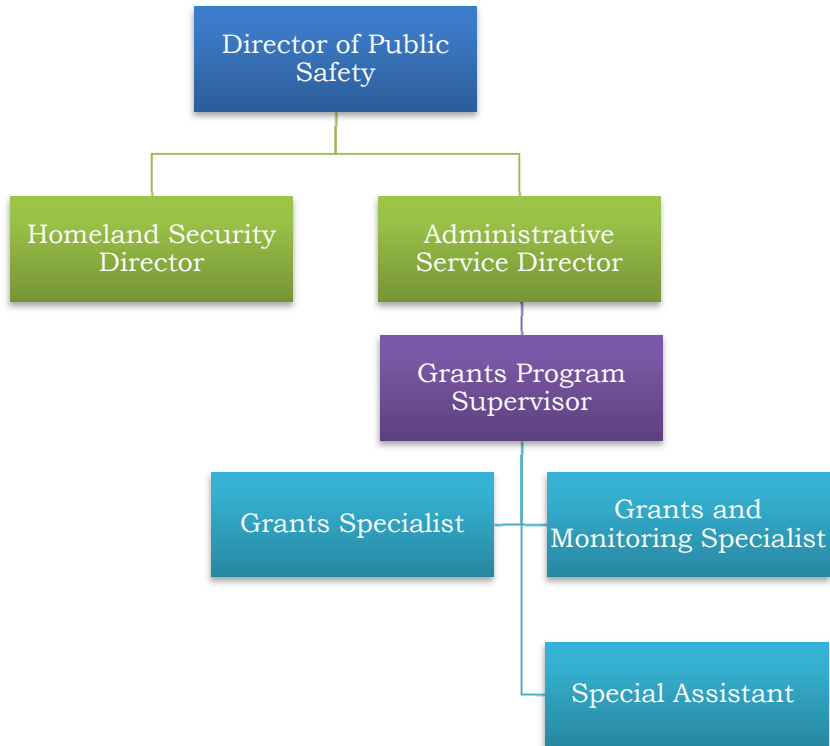 Director of Public
Safety
Homeland Security
Director
Administrative
Service Director
Grants Program
Supervisor
Grants Specialist
Grants and
Monitoring Specialist
Special Assistant